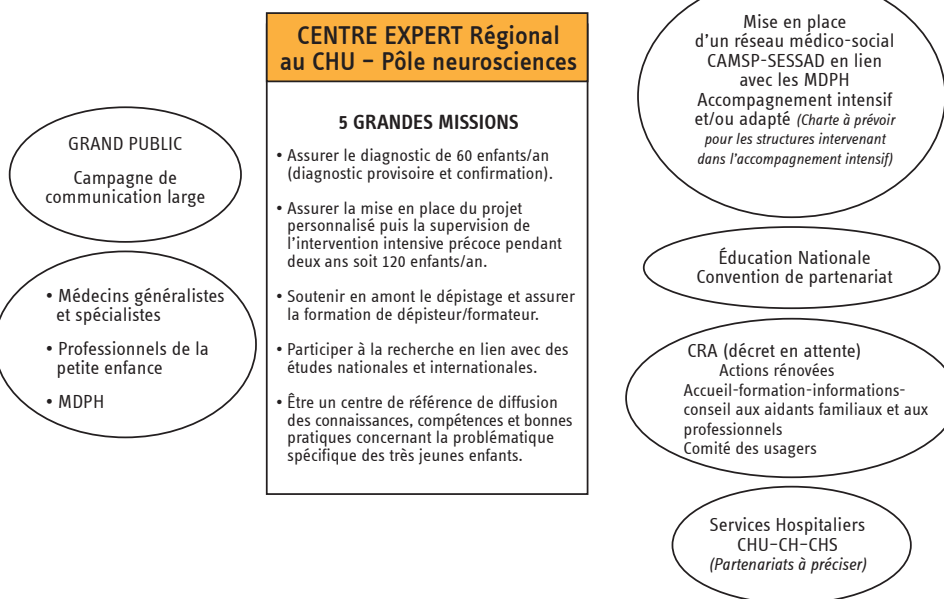 CENTRE EXPERT Régional
au CHU – Pôle neurosciences
5 GRANDES MISSIONS
• Assurer le diagnostic de 60 enfants/an
(diagnostic provisoire et confirmation).
• Assurer la mise en place du projet
personnalisé puis la supervision de
l'intervention intensive précoce pendant
deux ans soit 120 enfants/an.
• Soutenir en amont le dépistage et assurer
la formation de dépisteur/formateur.
• Participer à la recherche en lien avec des
études nationales et internationales.
• Être un centre de référence de diffusion
des connaissances, compétences et bonnes
pratiques concernant la problématique
spécifique des très jeunes enfants.
GRAND PUBLIC
Campagne de
communication large
• Médecins généralistes
et spécialistes
• Professionnels de la
petite enfance
• MDPH
Mise en place
d'un réseau médico-social
CAMSP-SESSAD en lien
avec les MDPH
Accompagnement intensif
et/ou adapté (Charte à prévoir
pour les structures intervenant
dans l'accompagnement intensif)
Éducation Nationale
Convention de partenariat
CRA (décret en attente)
Actions rénovées
Accueil-formation-informations-
conseil aux aidants familiaux et aux
professionnels
Comité des usagers
Services Hospitaliers
CHU–CH–CHS
(Partenariats à préciser)